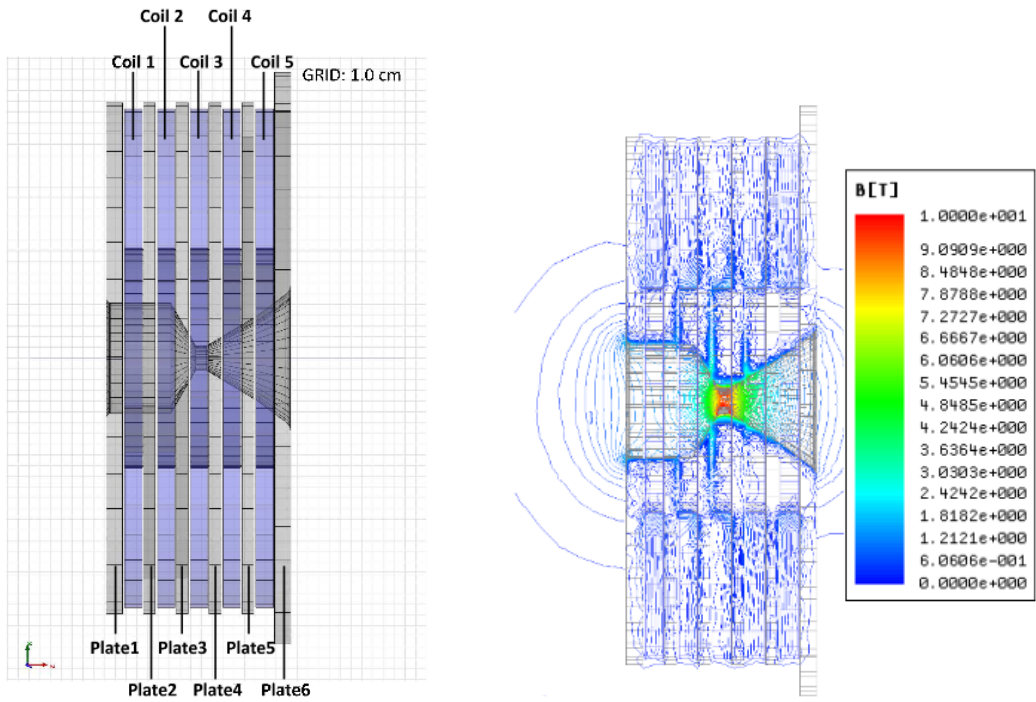 Coil 2 Coil 4
Coil 1 Coil 3 Coil 5 GRID: 1.0 cm
Plate1 Plate3 Plate5
Plate2 Plate4 Plate6
B[T]
1.0000e+001
9.0909e+000
8.4848e+000
7.8788e+000
7.2727e+000
6.6667e+000
6.0606e+000
5.4545e+000
4.8485e+000
4.2424e+000
3.6364e+000
3.0303e+000
2.4242e+000
1.8182e+000
1.2121e+000
6.0606e-001
0.0000e+000